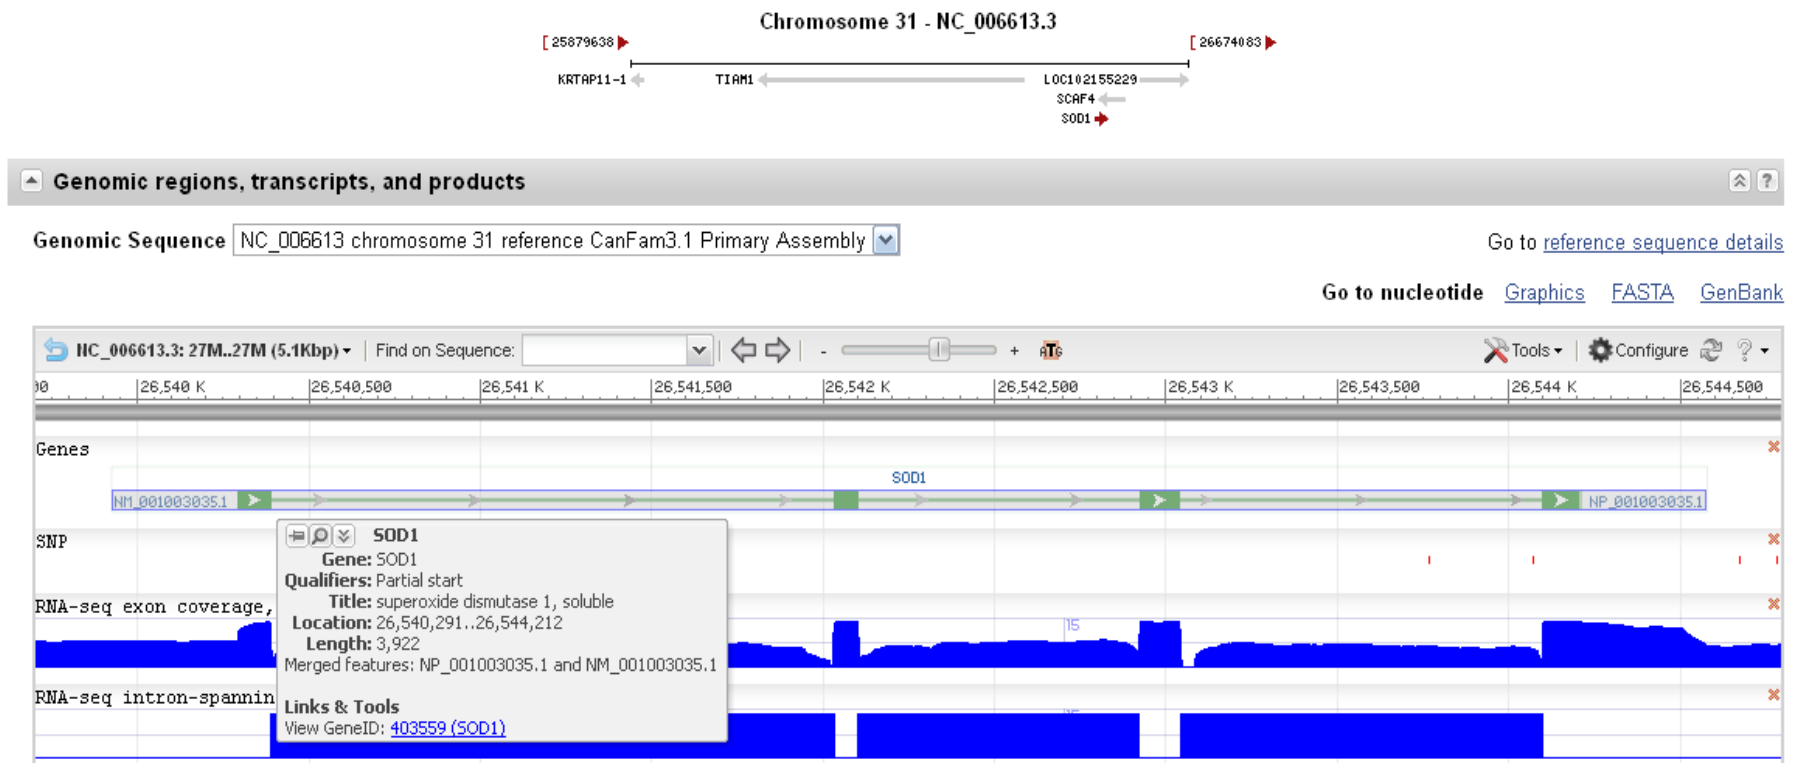 Chromosome 31 - NC_006613.3
[ 25879638 [ 26674083
KRTAP11-1 TIAM1 LOC102155229
SCAF4
SOD1
Genomic regions, transcripts, and products ?
Genomic Sequence NC_006613 chromosome 31 reference CanFam3.1 Primary Assembly Go to reference sequence details
Go to nucleotide Graphics FASTA GenBank
NC_006613.3: 27M..27M (5.1Kbp) Find on Sequence: - + ATG Tools Configure ?
00 26,540 K 26,540,500 26,541 K 26,541,500 26,542 K 26,542,500 26,543 K 26,543,500 26,544 K 26,544,500
Genes
SOD1
NM_001003035.1 NP_001003035.1
SNP
SOD1
Gene: SOD1
Qualifiers: Partial start
Title: superoxide dismutase 1, soluble
RNA-seq exon coverage,
Location: 26,540,291..26,544,212
15
Length: 3,922
Merged features: NP_001003035.1 and NM_001003035.1
RNA-seq intron-spannin
Links & Tools
View GeneID: 403559 (SOD1)